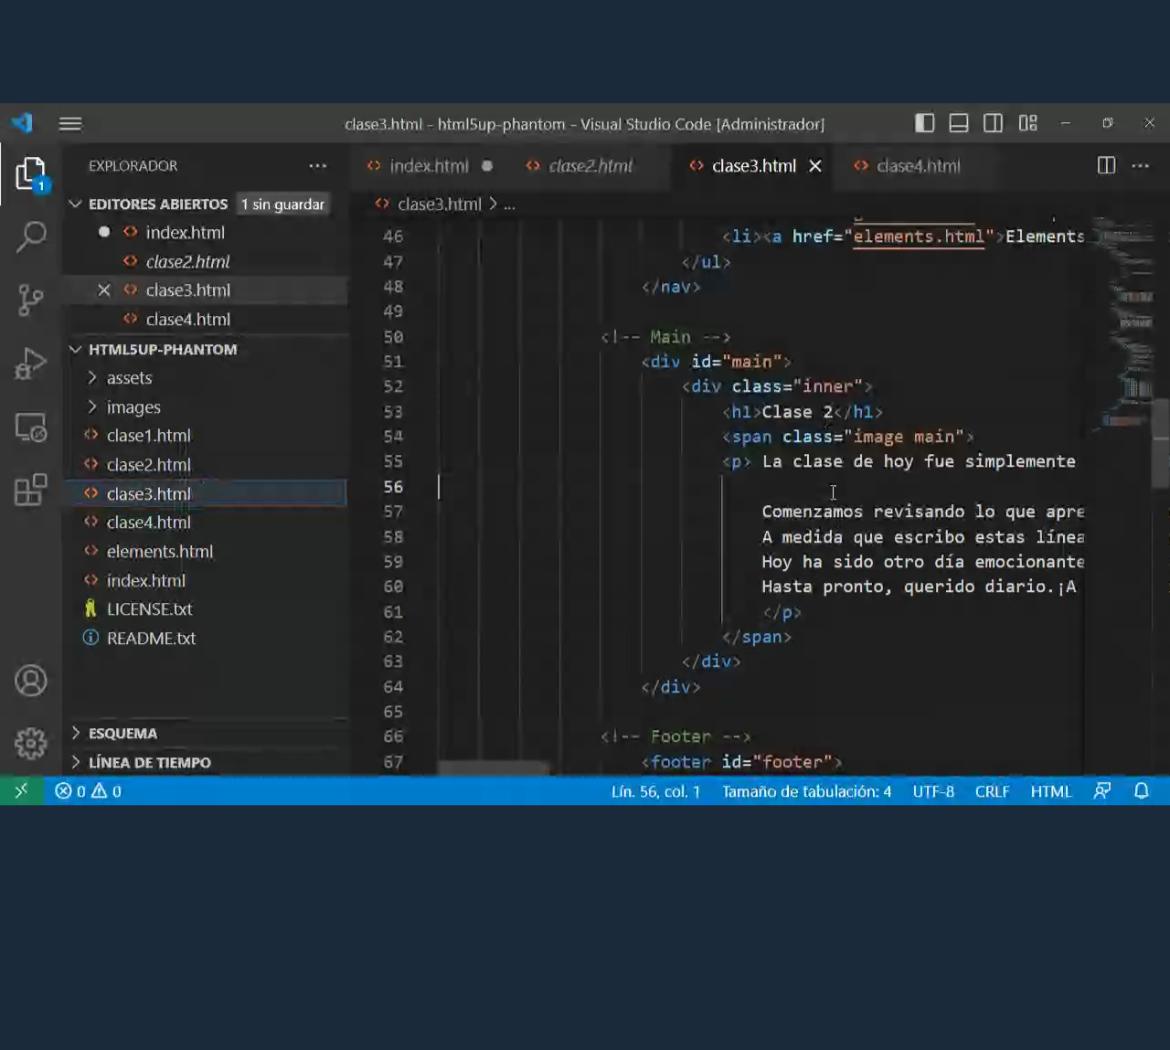 clase3.html - html5up-phantom - Visual Studio Code [Administrador]
EXPLORADOR
index.html
clase2.html
clase3.html
clase4.html
EDITORES ABIERTOS 1 sin guardar
index.html
clase2.html
clase3.html
clase4.html
HTML5UP-PHANTOM
assets
images
clase1.html
clase2.html
clase3.html
clase4.html
elements.html
index.html
LICENSE.txt
README.txt
ESQUEMA
LÍNEA DE TIEMPO
1
clase3.html > ...
46 <li><a href="elements.html">Elements
47 </ul>
48 </nav>
49
50 <!-- Main -->
51 <div id="main">
52 <div class="inner">
53 <h1>Clase 2</h1>
54 <span class="image main">
55 <p> La clase de hoy fue simplemente
56
57 Comenzamos revisando lo que apre
58 A medida que escribo estas línea
59 Hoy ha sido otro día emocionante
60 Hasta pronto, querido diario.¡A
61 </p>
62 </span>
63 </div>
64 </div>
65
66 <!-- Footer -->
67 <footer id="footer">
0 0
Lín. 56, col. 1 Tamaño de tabulación: 4 UTF-8 CRLF HTML